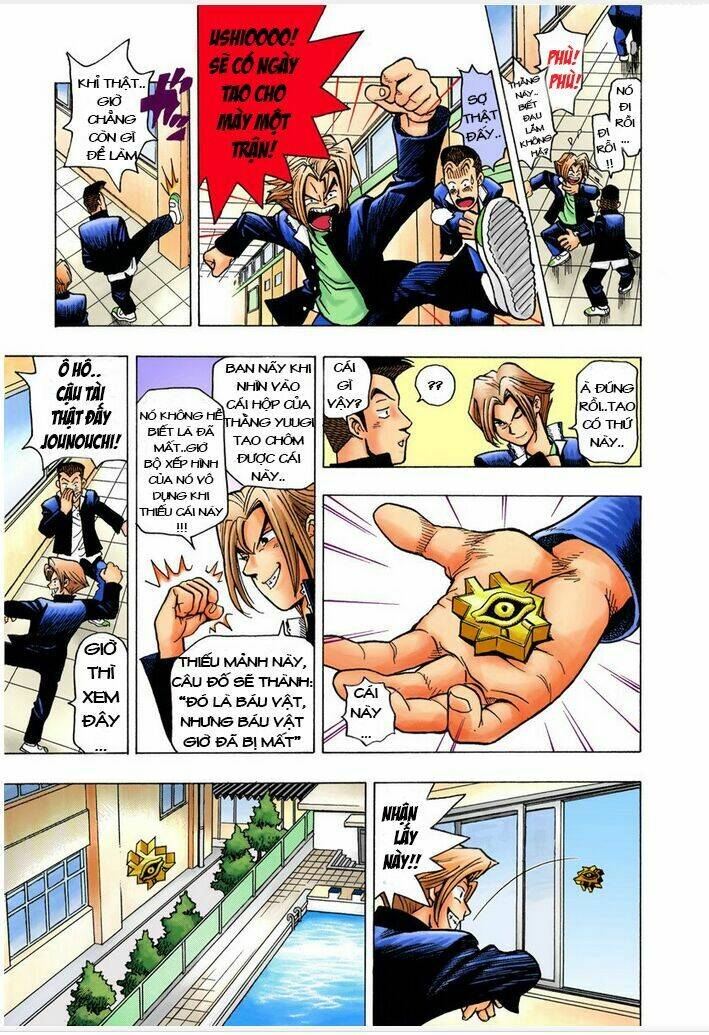 NÓ ĐI
RỒI
...
ĐI
RỒI !!
PHÙ!
PHÙ!
THẰNG
NÀY.. BIẾT
ĐAU
LẮM
KHÔNG
HẢ?
SỢ
THẬT
ĐẤY..
USHIOOOO!
SẼ CÓ NGÀY
TAO CHO
MÀY MỘT
TRẬN!
KHỈ THẬT..
GIỜ
CHẲNG
CÒN GÌ
ĐỂ LÀM
À ĐÚNG
RỒI..TAO
CÓ THỨ
NÀY..
??
CÁI
GÌ
VẬY?
CÁI
NÀY
...
BAN NÃY KHI
NHÌN VÀO
CÁI HỘP CỦA
THẰNG YUUGI
TAO CHÔM
ĐƯỢC CÁI
NÀY..
NÓ KHÔNG HỀ
BIẾT LÀ ĐÃ
MẤT..GIỜ
BỘ XẾP HÌNH
CỦA NÓ VÔ
DỤNG KHI
THIẾU CÁI NÀY
!!!
THIẾU MẢNH NÀY,
CÂU ĐỐ SẼ THÀNH:
“ĐÓ LÀ BÁU VẬT,
NHƯNG BÁU VẬT
GIỜ ĐÃ BỊ MẤT”
Ô HÔ..
CẬU TÀI
THẬT ĐẤY
JOUNOUCHI!
GIỜ
THÌ
XEM
ĐÂY
...
NHẬN
LẤY
NÀY!!